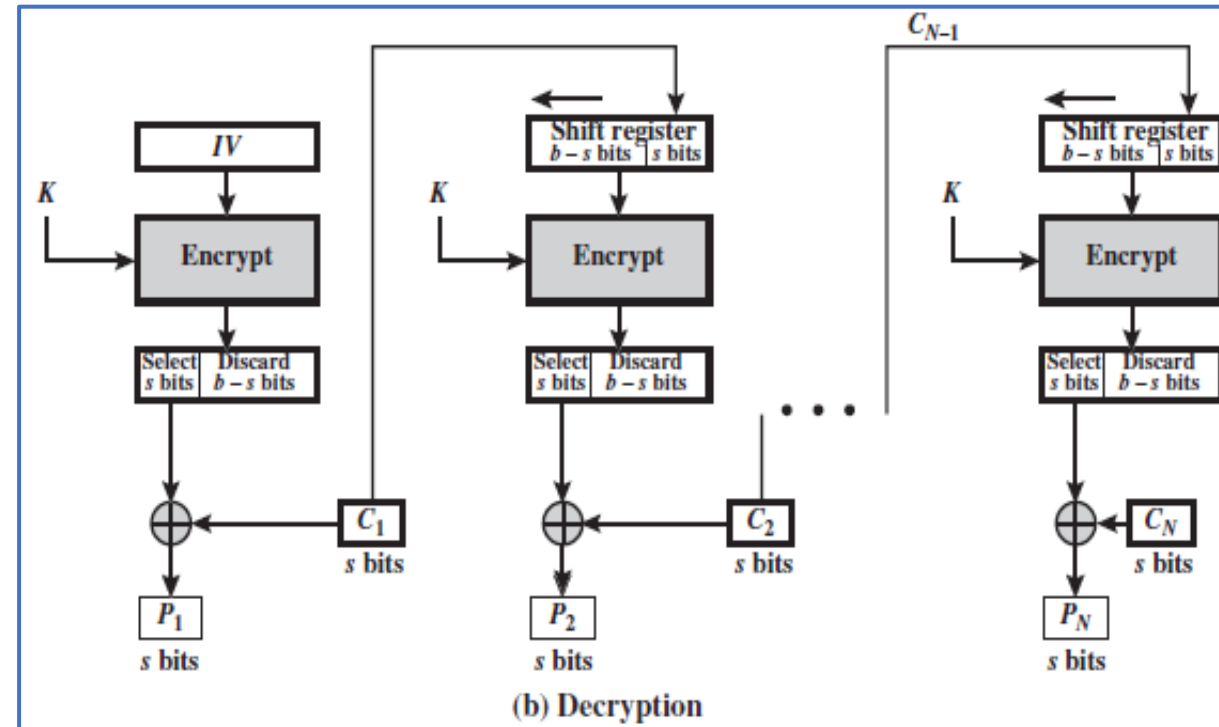 C_{N-1}
IV
Shift register
b – s bits | s bits
Shift register
b – s bits | s bits
K
K
K
Encrypt
Encrypt
Encrypt
Select Discard
s bits b – s bits
Select Discard
s bits b – s bits
Select Discard
s bits b – s bits
• • •
C_1
s bits
C_2
s bits
C_N
s bits
P_1
s bits
P_2
s bits
P_N
s bits
(b) Decryption